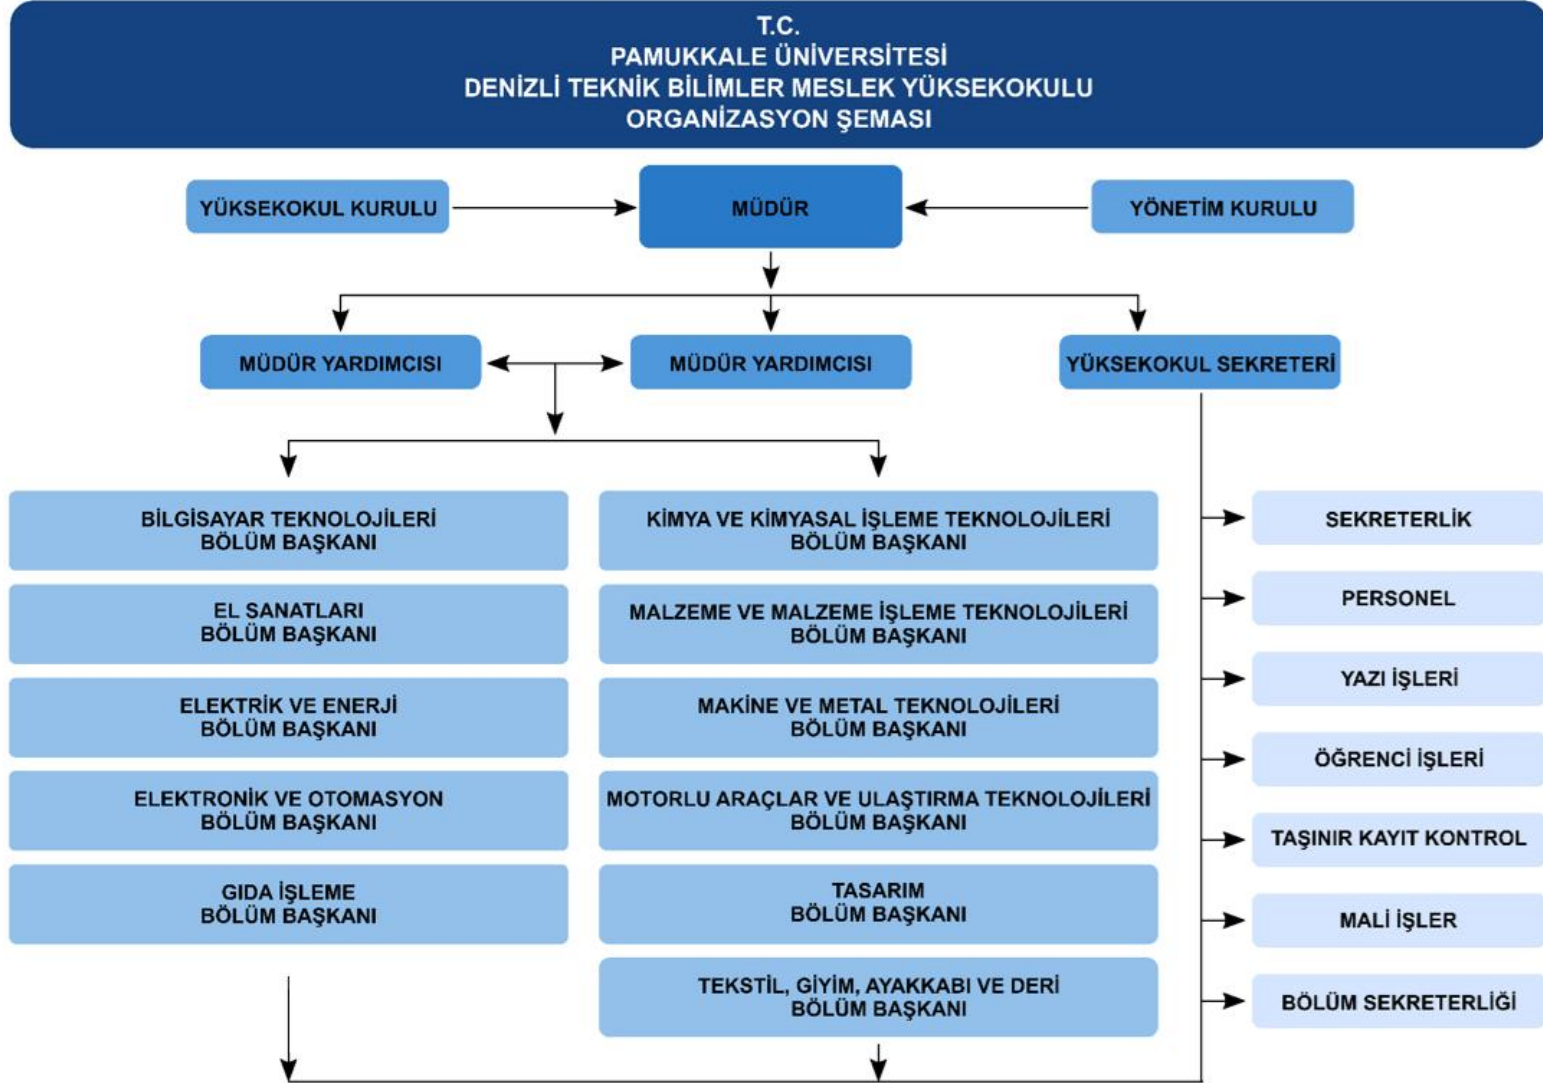 T.C.
PAMUKKALE ÜNİVERSİTESİ
DENİZLİ TEKNİK BİLİMLER MESLEK YÜKSEKOKULU
ORGANİZASYON ŞEMASI
YÜKSEKOKUL KURULU
MÜDÜR
YÖNETİM KURULU
MÜDÜR YARDIMCISI
MÜDÜR YARDIMCISI
YÜKSEKOKUL SEKRETERİ
BİLGİSAYAR TEKNOLOJİLERİ
BÖLÜM BAŞKANI
EL SANATLARI
BÖLÜM BAŞKANI
ELEKTRİK VE ENERJİ
BÖLÜM BAŞKANI
ELEKTRONİK VE OTOMASYON
BÖLÜM BAŞKANI
GIDA İŞLEME
BÖLÜM BAŞKANI
KİMYA VE KİMYASAL İŞLEME TEKNOLOJİLERİ
BÖLÜM BAŞKANI
MALZEME VE MALZEME İŞLEME TEKNOLOJİLERİ
BÖLÜM BAŞKANI
MAKİNE VE METAL TEKNOLOJİLERİ
BÖLÜM BAŞKANI
MOTORLU ARAÇLAR VE ULAŞTIRMA TEKNOLOJİLERİ
BÖLÜM BAŞKANI
TASARIM
BÖLÜM BAŞKANI
TEKSTİL, GİYİM, AYAKKABI VE DERİ
BÖLÜM BAŞKANI
SEKRETERLİK
PERSONEL
YAZI İŞLERİ
ÖĞRENCİ İŞLERİ
TAŞINIR KAYIT KONTROL
MALİ İŞLER
BÖLÜM SEKRETERLİĞİ